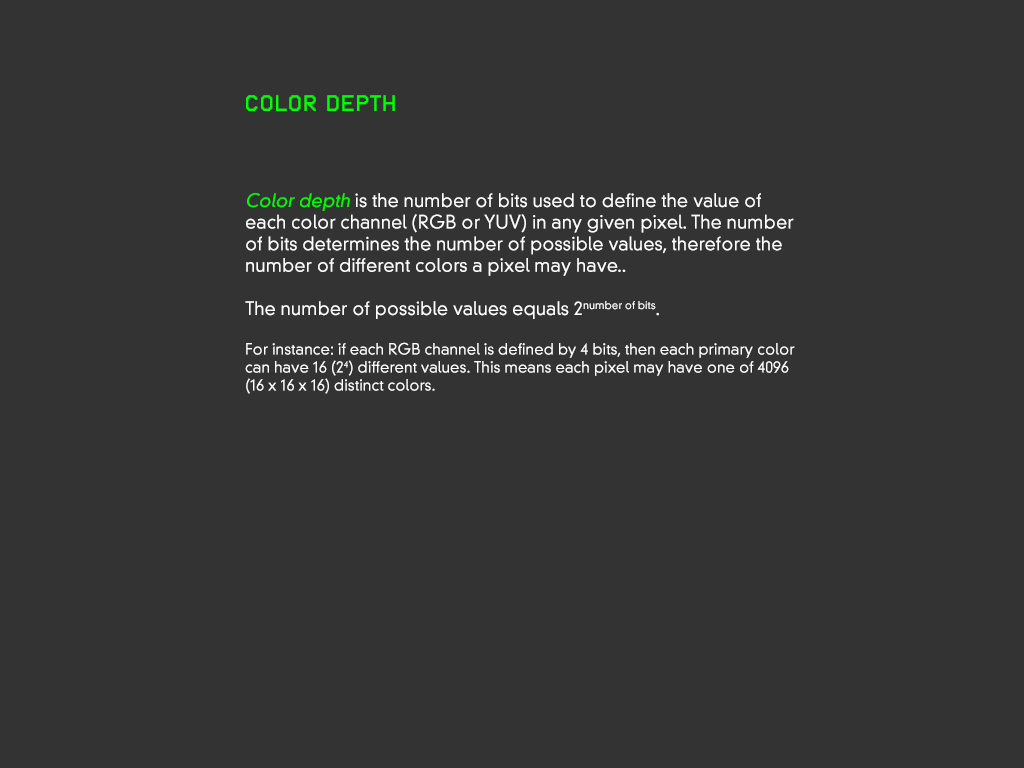 COLOR DEPTH
Color depth is the number of bits used to define the value of
each color channel (RGB or YUV) in any given pixel. The number
of bits determines the number of possible values, therefore the
number of different colors a pixel may have..
The number of possible values equals 2^number of bits.
For instance: if each RGB channel is defined by 4 bits, then each primary color
can have 16 (2⁴) different values. This means each pixel may have one of 4096
(16 x 16 x 16) distinct colors.